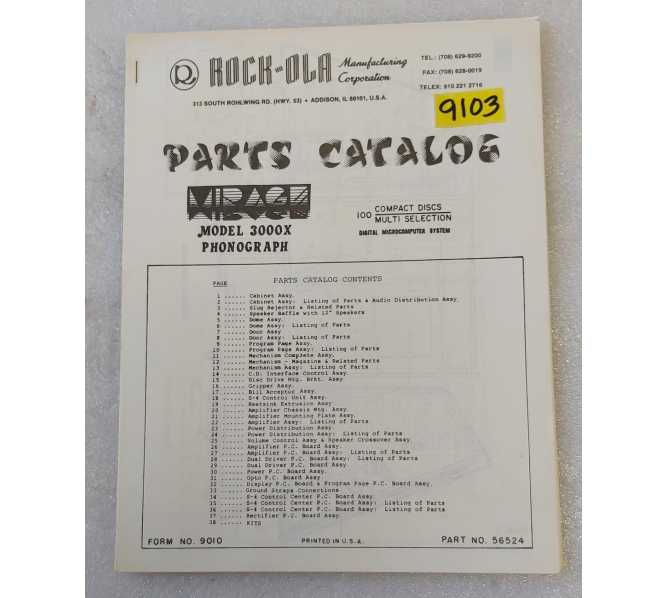 ROCK-OLA Manufacturing Corporation
TEL.: (708) 629-9200
FAX: (708) 628-0019
TELEX: 910 221 2716
313 SOUTH ROHLWING RD. (HWY. 53) • ADDISON, IL 60101, U.S.A.
9103
PARTS CATALOG
MIRAGE
MODEL 3000X
PHONOGRAPH
100 COMPACT DISCS
MULTI SELECTION
DIGITAL MICROCOMPUTER SYSTEM
PARTS CATALOG CONTENTS
PAGE
1 ...... Cabinet Assy.
2 ...... Cabinet Assy: Listing of Parts & Audio Distribution Assy.
3 ...... Slug Rejector & Related Parts
4 ...... Speaker Baffle with 12" Speakers
5 ...... Dome Assy.
6 ...... Dome Assy: Listing of Parts
7 ...... Door Assy
8 ...... Door Assy: Listing of Parts
9 ...... Program Page Assy.
10 ...... Program Page Assy: Listing of Parts
11 ...... Mechanism Complete Assy.
12 ...... Mechanism - Magazine & Related Parts
13 ...... Mechanism Assy: Listing of Parts
14 ...... C.D. Interface Control Assy.
15 ...... Disc Drive Mtg. Brkt. Assy
16 ...... Gripper Assy.
17 ...... Bill Acceptor Assy.
18 ...... S-4 Control Unit Assy.
19 ...... Heatsink Extrusion Assy
20 ...... Amplifier Chassis Mtg. Assy.
21 ...... Amplifier Mounting Plate Assy.
22 ...... Amplifier Assy: Listing of Parts
23 ...... Power Distribution Assy.
24 ...... Power Distribution Assy: Listing of Parts
25 ...... Volume Control Assy & Speaker Crossover Assy.
26 ...... Amplifier P.C. Board Assy.
27 ...... Amplifier P.C. Board Assy: Listing of Parts
28 ...... Dual Driver P.C. Board Assy: Listing of Parts
29 ...... Dual Driver P.C. Board Assy
30 ...... Power P.C. Board Assy.
31 ...... Opto P.C. Board Assy
32 ...... Display P.C. Board & Program Page P.C. Board Assy.
33 ...... Ground Straps Connections
34 ...... S-4 Control Center P.C. Board Assy.
35 ...... S-4 Control Center P.C. Board Assy: Listing of Parts
36 ...... S-4 Control Center P.C. Board Assy: Listing of Parts
37 ...... Rectifier P.C. Board Assy.
38 ...... KITS
FORM NO. 9010
PRINTED IN U.S.A.
PART NO. 56524